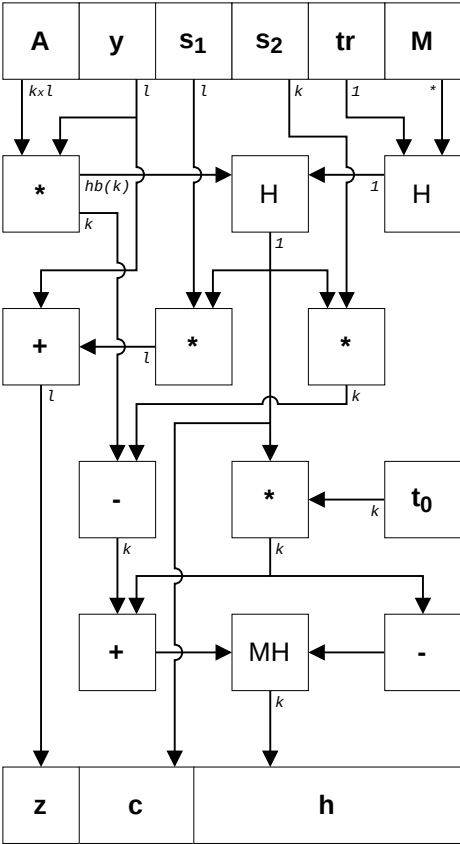 A y s₁ s₂ tr M
k×l l l k 1 *
* hb(k) H 1 H
k 1
+ * *
l l k
- * t₀
k
k k
+ MH -
k
z c h